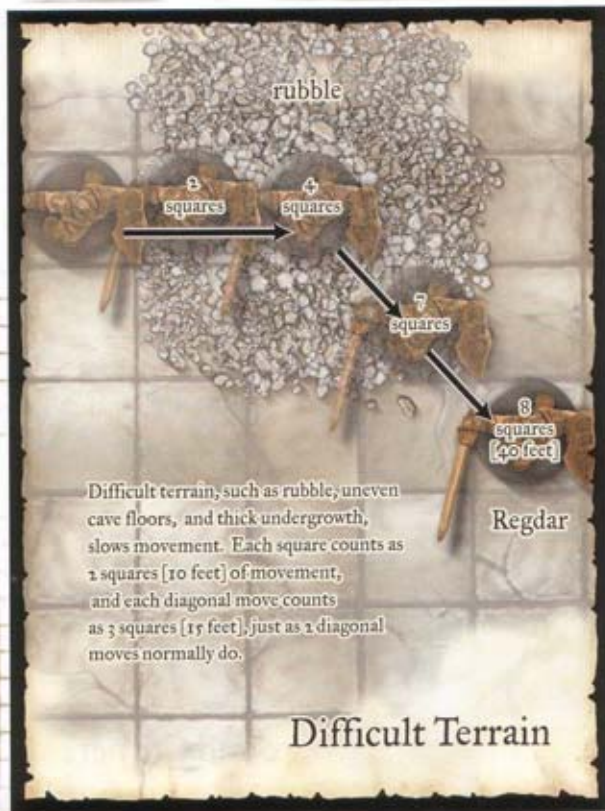 rubble
2
squares
4
squares
7
squares
8
squares
[40 feet]
Regdar
Difficult terrain, such as rubble, uneven
cave floors, and thick undergrowth,
slows movement. Each square counts as
2 squares [10 feet] of movement,
and each diagonal move counts
as 3 squares [15 feet], just as 2 diagonal
moves normally do.
Difficult Terrain